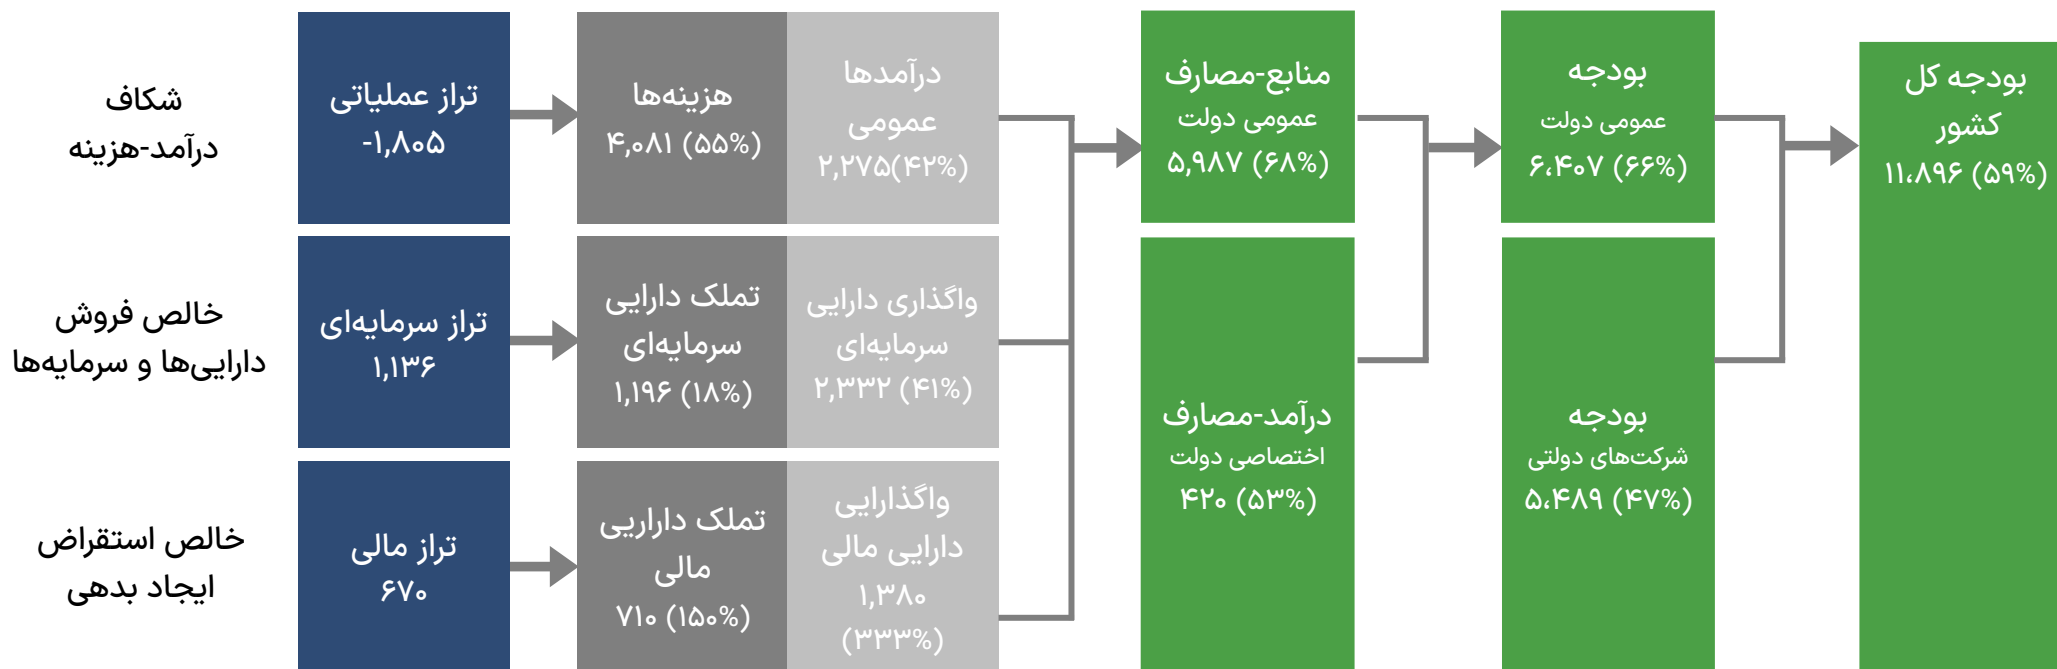 بودجه کل
کشور
۱۱،۸۹۶ (۵۹%)
بودجه
عمومی دولت
۶،۴۰۷ (۶۶%)
بودجه
شرکت‌های دولتی
۵،۴۸۹ (۴۷%)
منابع-مصارف
عمومی دولت
۵,۹۸۷ (۶۸%)
درآمد-مصارف
اختصاصی دولت
۴۲۰ (۵۳%)
درآمدها
عمومی
۲,۲۷۵(۴۲%)
هزینه‌ها
۴,۰۸۱ (۵۵%)
تراز عملیاتی
-۱,۸۰۵
شکاف
درآمد-هزینه
واگذاری دارایی
سرمایه‌ای
۲,۳۳۲ (۴۱%)
تملک دارایی
سرمایه‌ای
۱,۱۹۶ (۱۸%)
تراز سرمایه‌ای
۱,۱۳۶
خالص فروش
دارایی‌ها و سرمایه‌ها
واگذارایی
دارایی مالی
۱,۳۸۰
(۳۳۳%)
تملک داراریی
مالی
۷۱۰ (۱۵۰%)
تراز مالی
۶۷۰
خالص استقراض
ایجاد بدهی